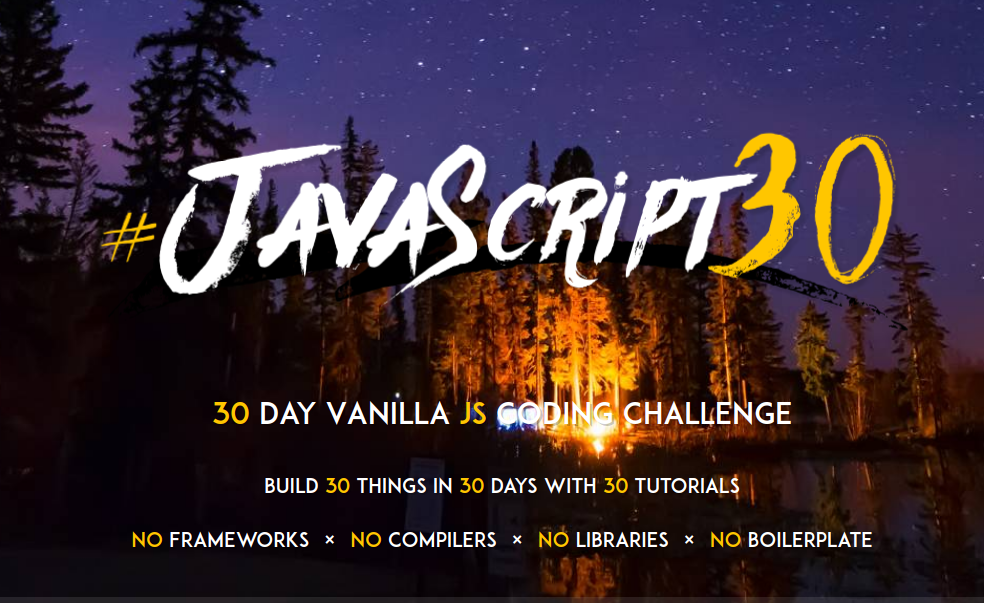 #JAVASCRIPT30
30 DAY VANILLA JS CODING CHALLENGE
BUILD 30 THINGS IN 30 DAYS WITH 30 TUTORIALS
NO FRAMEWORKS × NO COMPILERS × NO LIBRARIES × NO BOILERPLATE